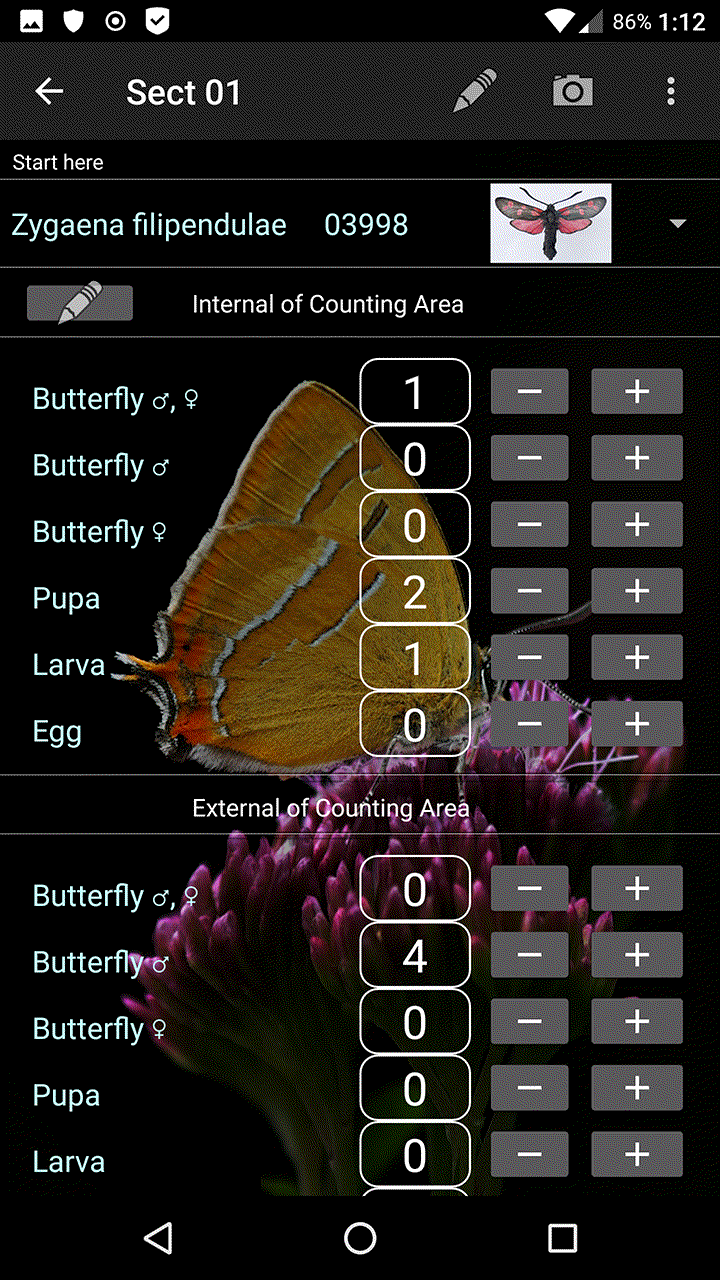 86% 1:12
Sect 01
Start here
Zygaena filipendulae 03998
Internal of Counting Area
Butterfly ♂, ♀ 1 − +
Butterfly ♂ 0 − +
Butterfly ♀ 0 − +
Pupa 2 − +
Larva 1 − +
Egg 0 − +
External of Counting Area
Butterfly ♂, ♀ 0 − +
Butterfly ♂ 4 − +
Butterfly ♀ 0 − +
Pupa 0 − +
Larva 0 − +